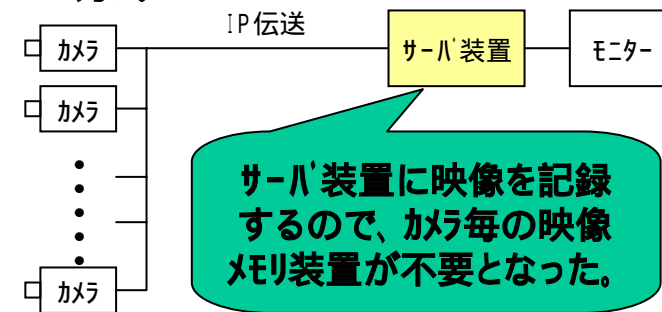 IP伝送
カメラ
サーバ装置
モニター
カメラ
サーバ装置に映像を記録
するので、カメラ毎の映像
メモリ装置が不要となった。
カメラ